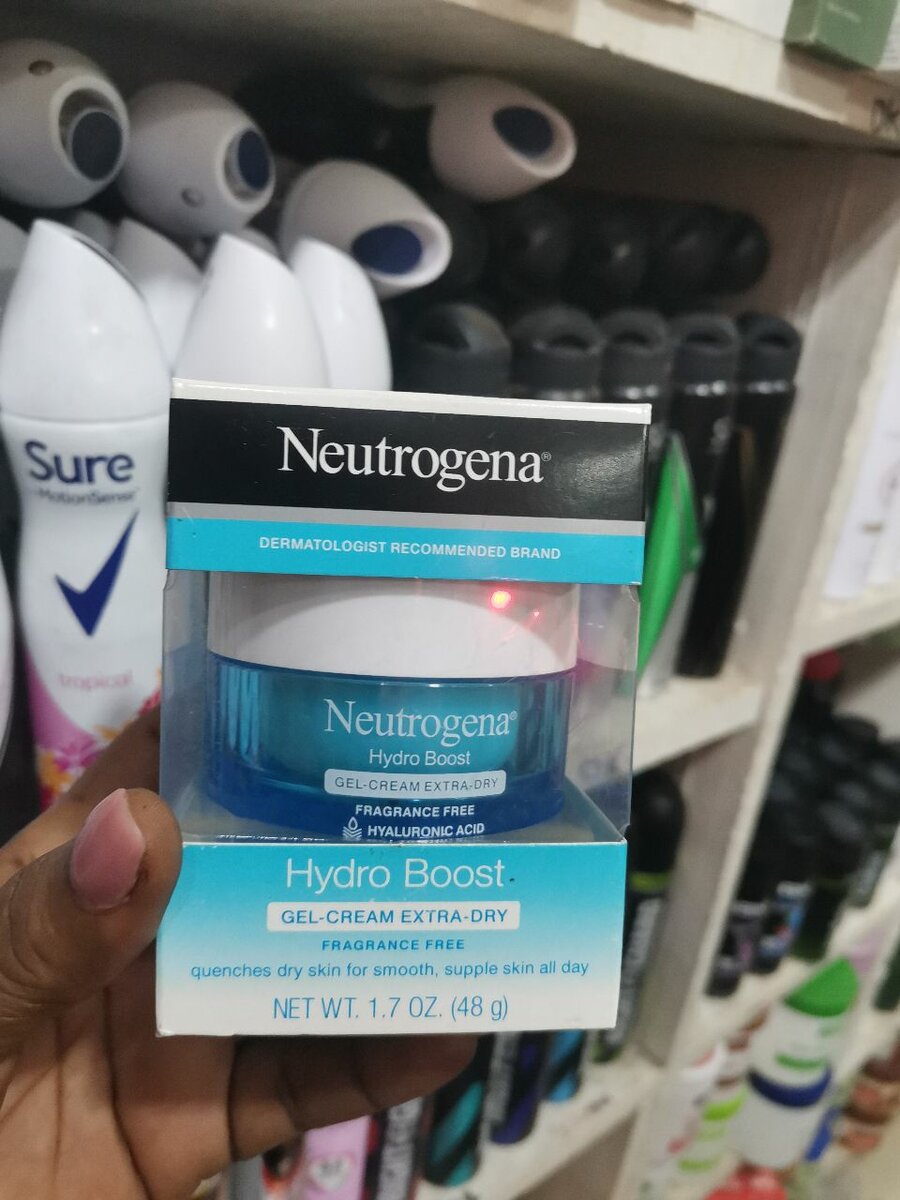 Neutrogena®
DERMATOLOGIST RECOMMENDED BRAND
Sure
MotionSense
tropical
Neutrogena®
Hydro Boost
GEL-CREAM EXTRA-DRY
FRAGRANCE FREE
HYALURONIC ACID
Hydro Boost
GEL-CREAM EXTRA-DRY
FRAGRANCE FREE
quenches dry skin for smooth, supple skin all day
NET WT. 1.7 OZ. (48 g)